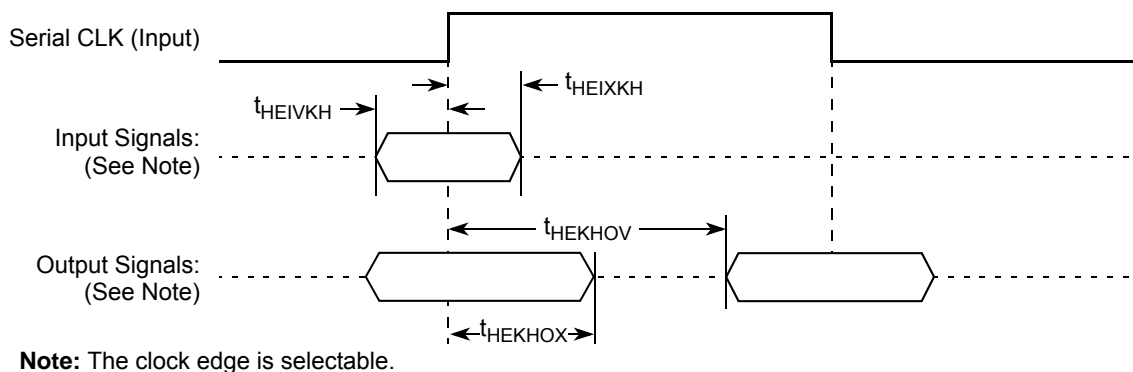 Serial CLK (Input)
tHEIXKH
tHEIVKH
Input Signals:
(See Note)
tHEKHOV
Output Signals:
(See Note)
tHEKHOX
Note: The clock edge is selectable.